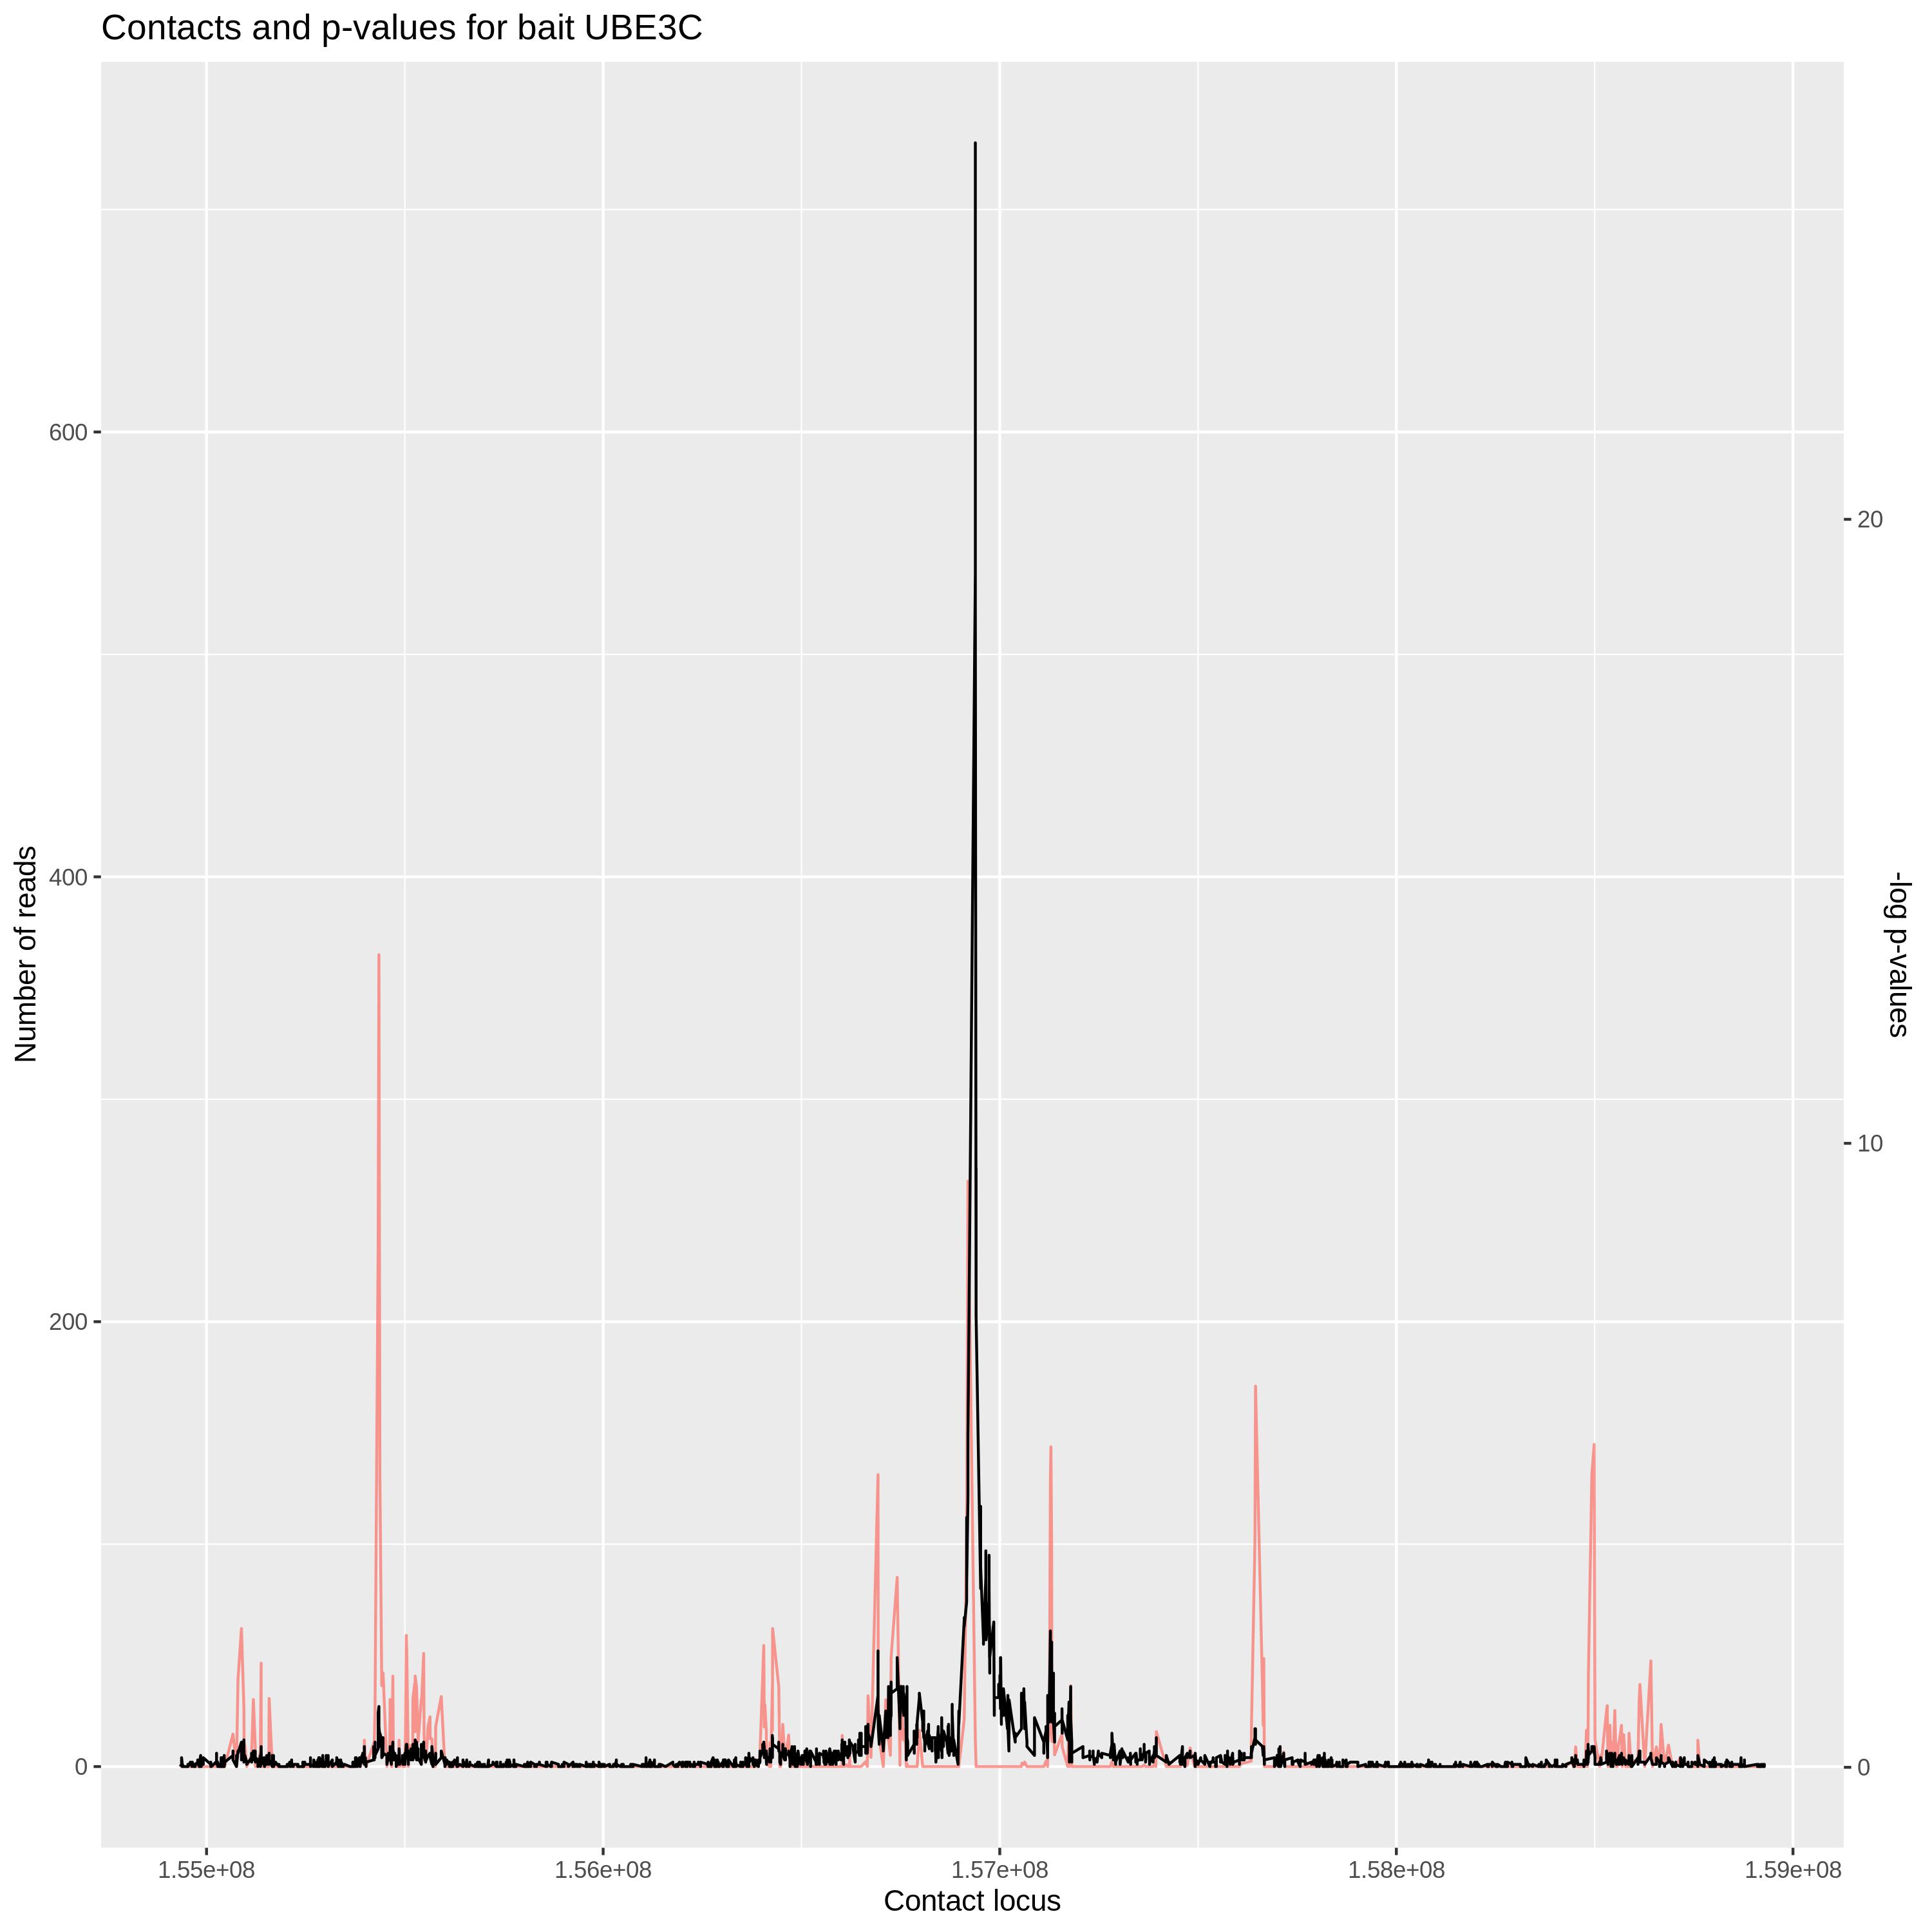 Contacts and p-values for bait UBE3C
600
400
200
0
Number of reads
20
10
0
-log p-values
1.55e+08
1.56e+08
1.57e+08
1.58e+08
1.59e+08
Contact locus